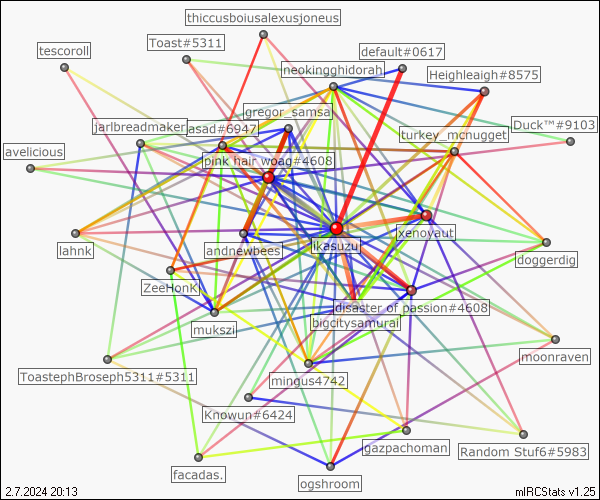 thiccusboiusalexusjoneus
Toast#5311
tescoroll
default#0617
neokingghidorah
Heighleaigh#8575
gregor_samsa
Duck™#9103
jarlbreadmaker
asad#6947
turkey_mcnugget
avelicious
pink hair woag#4608
xenoyaut
lkasuzu
andnewbees
lahnk
doggerdig
ZeeHonK
disaster of passion#4608
bigcitysamurai
mukszi
moonraven
ToastephBroseph5311#5311
mingus4742
Knowun#6424
gazpachoman
Random Stuf6#5983
facadas.
ogshroom
2.7.2024 20:13
mIRCStats v1.25